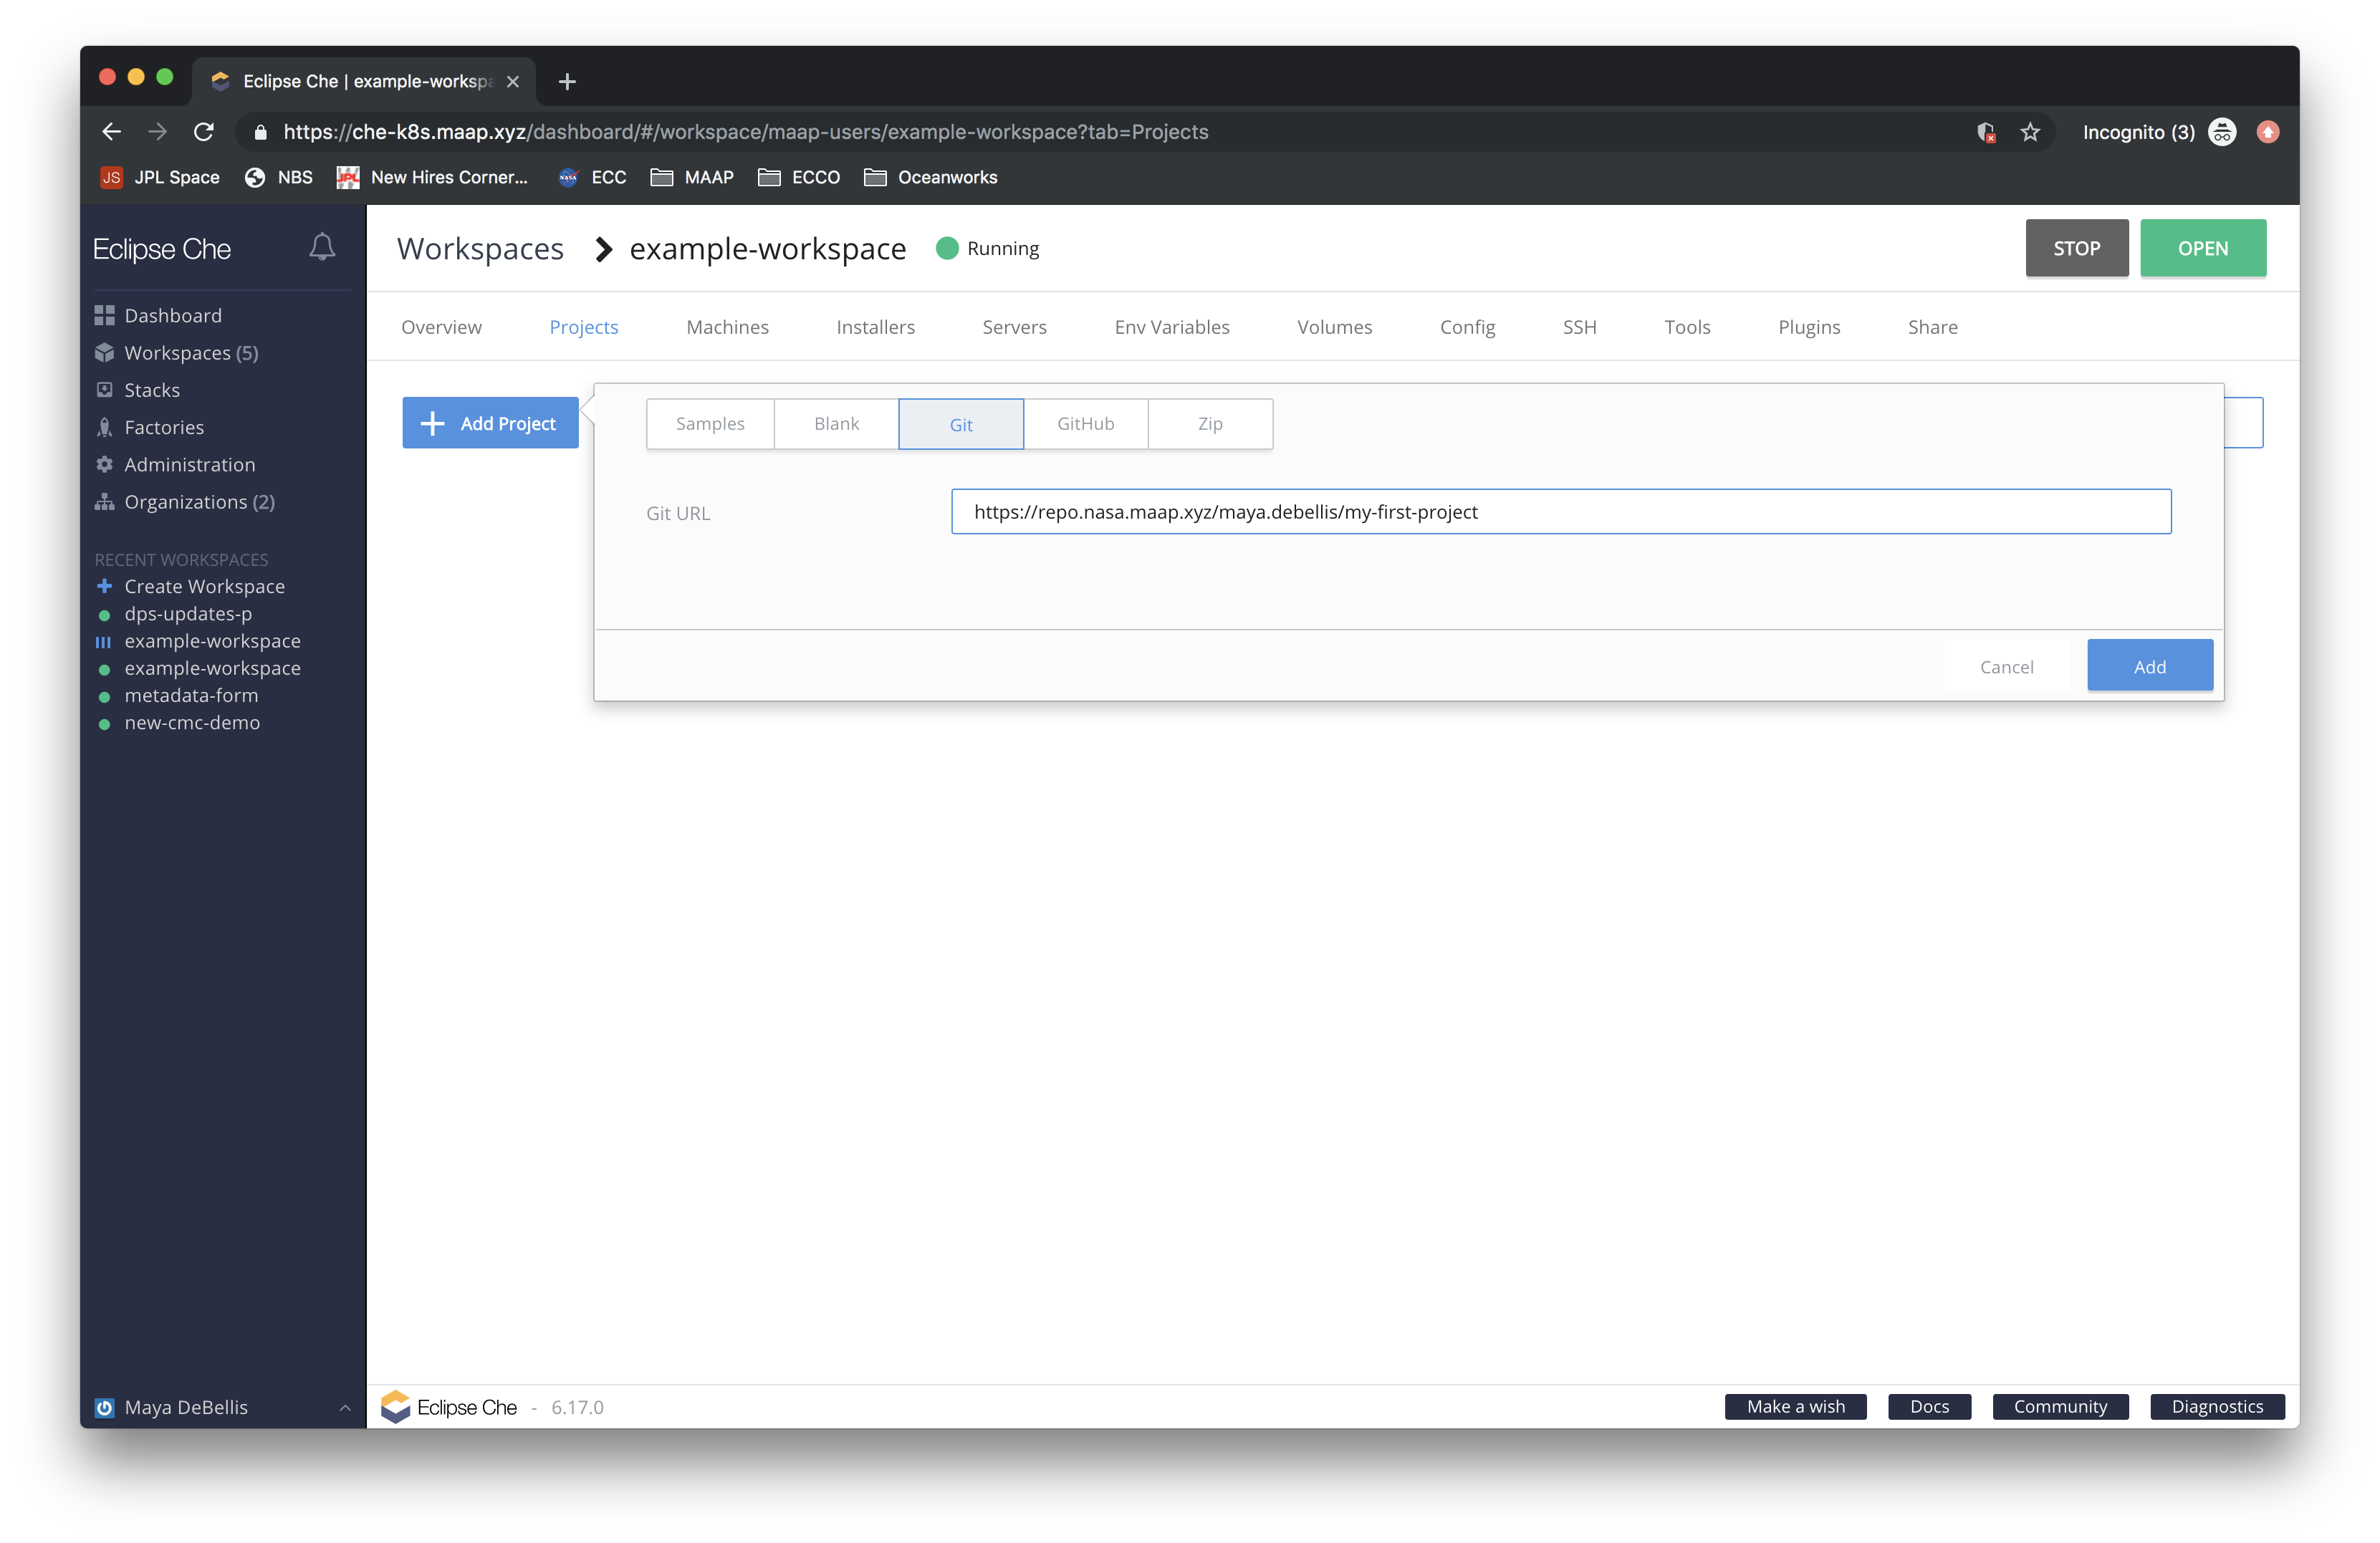 Eclipse Che | example-workspa
https://che-k8s.maap.xyz/dashboard/#/workspace/maap-users/example-workspace?tab=Projects
Incognito (3)
JS JPL Space NBS JPL New Hires Corner... NASA ECC MAAP ECCO Oceanworks
Eclipse Che
Dashboard
Workspaces (5)
Stacks
Factories
Administration
Organizations (2)
RECENT WORKSPACES
Create Workspace
dps-updates-p
example-workspace
example-workspace
metadata-form
new-cmc-demo
Maya DeBellis
Workspaces example-workspace Running
STOP OPEN
Overview Projects Machines Installers Servers Env Variables Volumes Config SSH Tools Plugins Share
Add Project
Samples Blank Git GitHub Zip
Git URL https://repo.nasa.maap.xyz/maya.debellis/my-first-project
Cancel Add
Eclipse Che - 6.17.0
Make a wish Docs Community Diagnostics